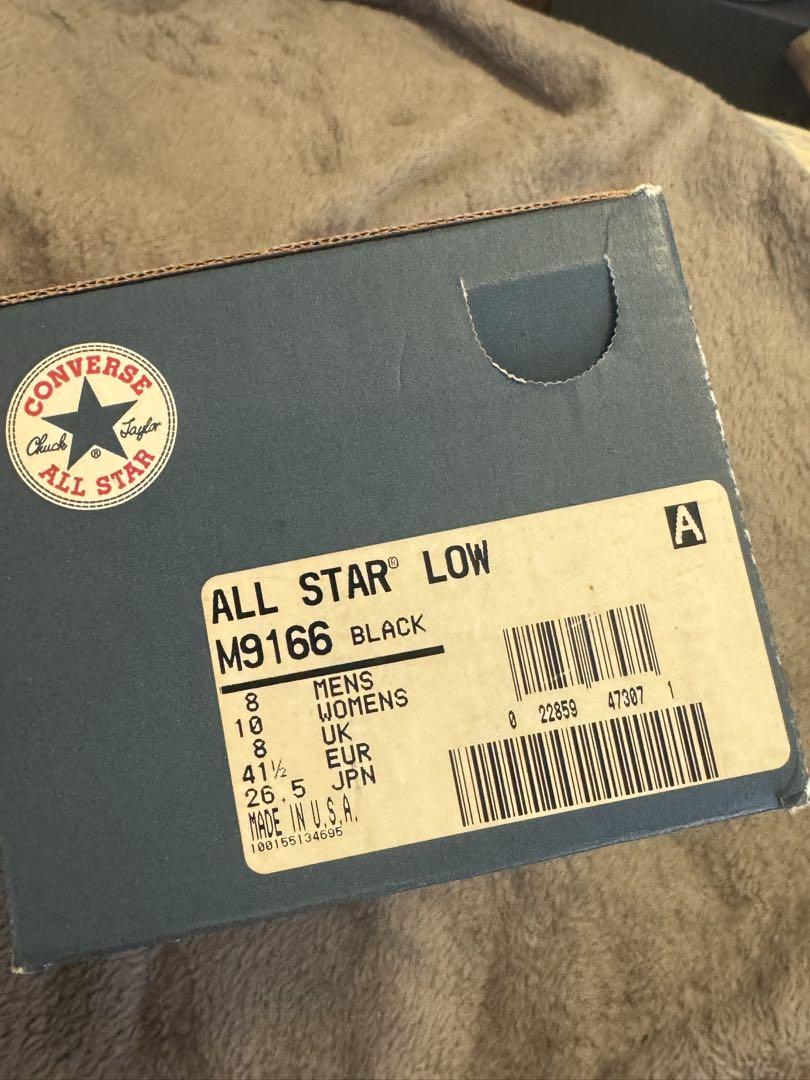 CONVERSE
Chuck Taylor ®
ALL STAR
A
ALL STAR® LOW
M9166 BLACK
8 MENS
10 WOMENS
8 UK
41½ EUR
26.5 JPN
MADE IN U.S.A.
100155134695
0 22859 47307 1